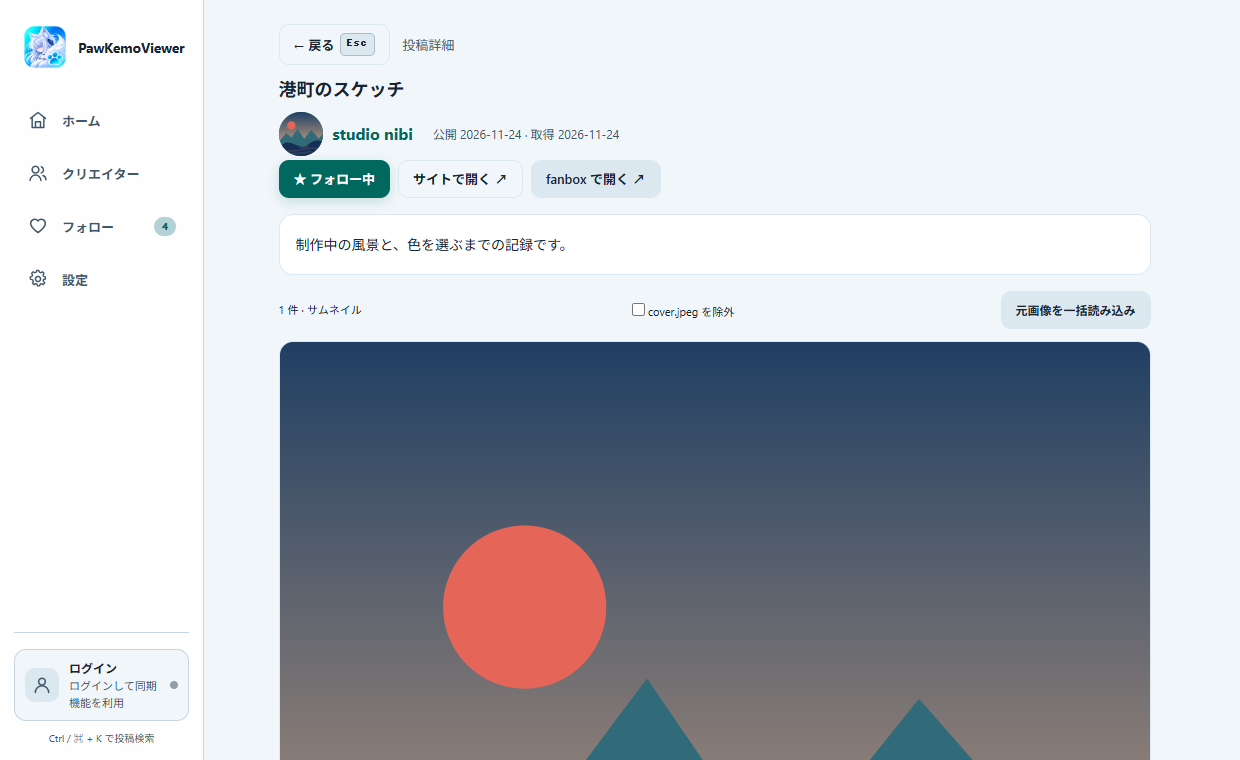 PawKemoViewer
ホーム
クリエイター
フォロー 4
設定
ログイン
ログインして同期
機能を利用
Ctrl / ⌘ + K で投稿検索
← 戻る Esc 投稿詳細
港町のスケッチ
studio nibi 公開 2026-11-24 · 取得 2026-11-24
★ フォロー中 サイトで開く ↗ fanbox で開く ↗
制作中の風景と、色を選ぶまでの記録です。
1 件 · サムネイル cover.jpeg を除外 元画像を一括読み込み